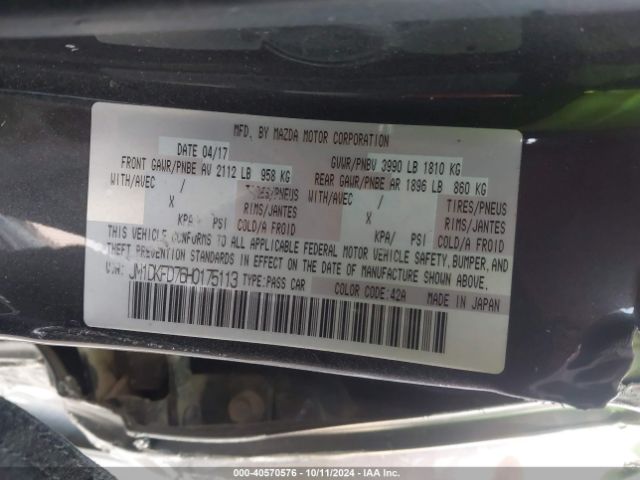 MFD. BY MAZDA MOTOR CORPORATION
DATE 04/17 GVWR/PNBV 3990 LB 1810 KG
FRONT GAWR/PNBE AV 2112 LB 958 KG REAR GAWR/PNBE AR 1896 LB 860 KG
WITH/AVEC / TIRES/PNEUS WITH/AVEC / TIRES/PNEUS
X RIMS/JANTES X RIMS/JANTES
KPA/ PSI COLD/A FROID KPA/ PSI COLD/A FROID
THIS VEHICLE CONFORMS TO ALL APPLICABLE FEDERAL MOTOR VEHICLE SAFETY, BUMPER, AND
THEFT PREVENTION STANDARDS IN EFFECT ON THE DATE OF MANUFACTURE SHOWN ABOVE.
JM1DKFD76H0175113 TYPE:PASS CAR COLOR CODE:42A MADE IN JAPAN
000-40570576 - 10/11/2024 - IAA Inc.